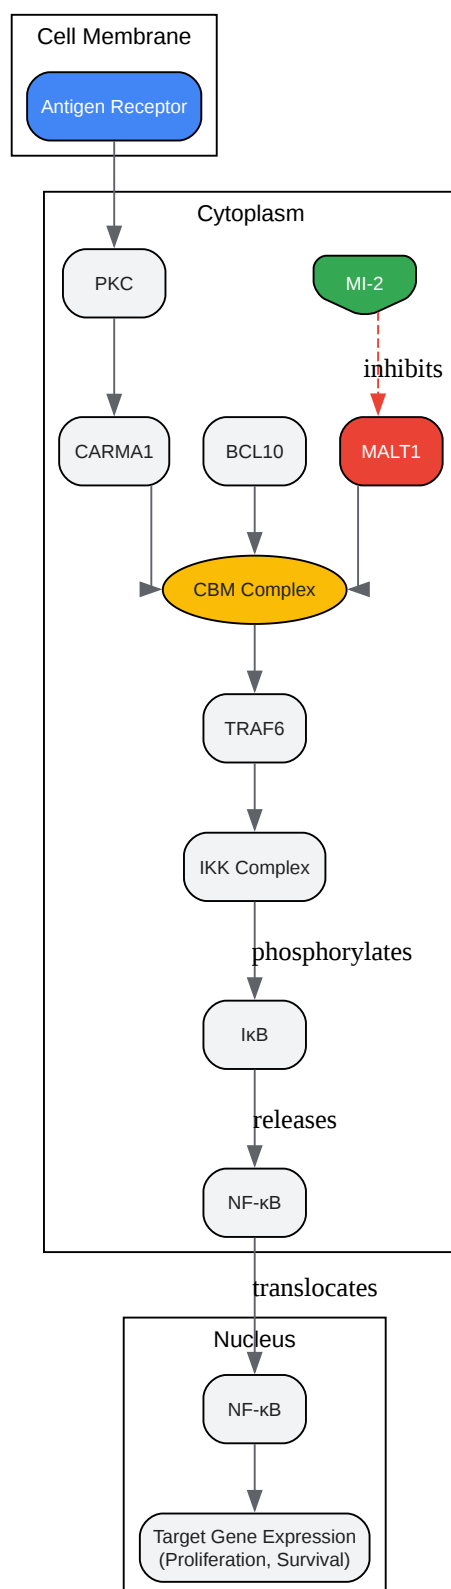 Cell Membrane
Antigen Receptor
Cytoplasm
PKC
MI-2
inhibits
CARMA1
BCL10
MALT1
CBM Complex
TRAF6
IKK Complex
phosphorylates
IκB
releases
NF-κB
translocates
Nucleus
NF-κB
Target Gene Expression
(Proliferation, Survival)